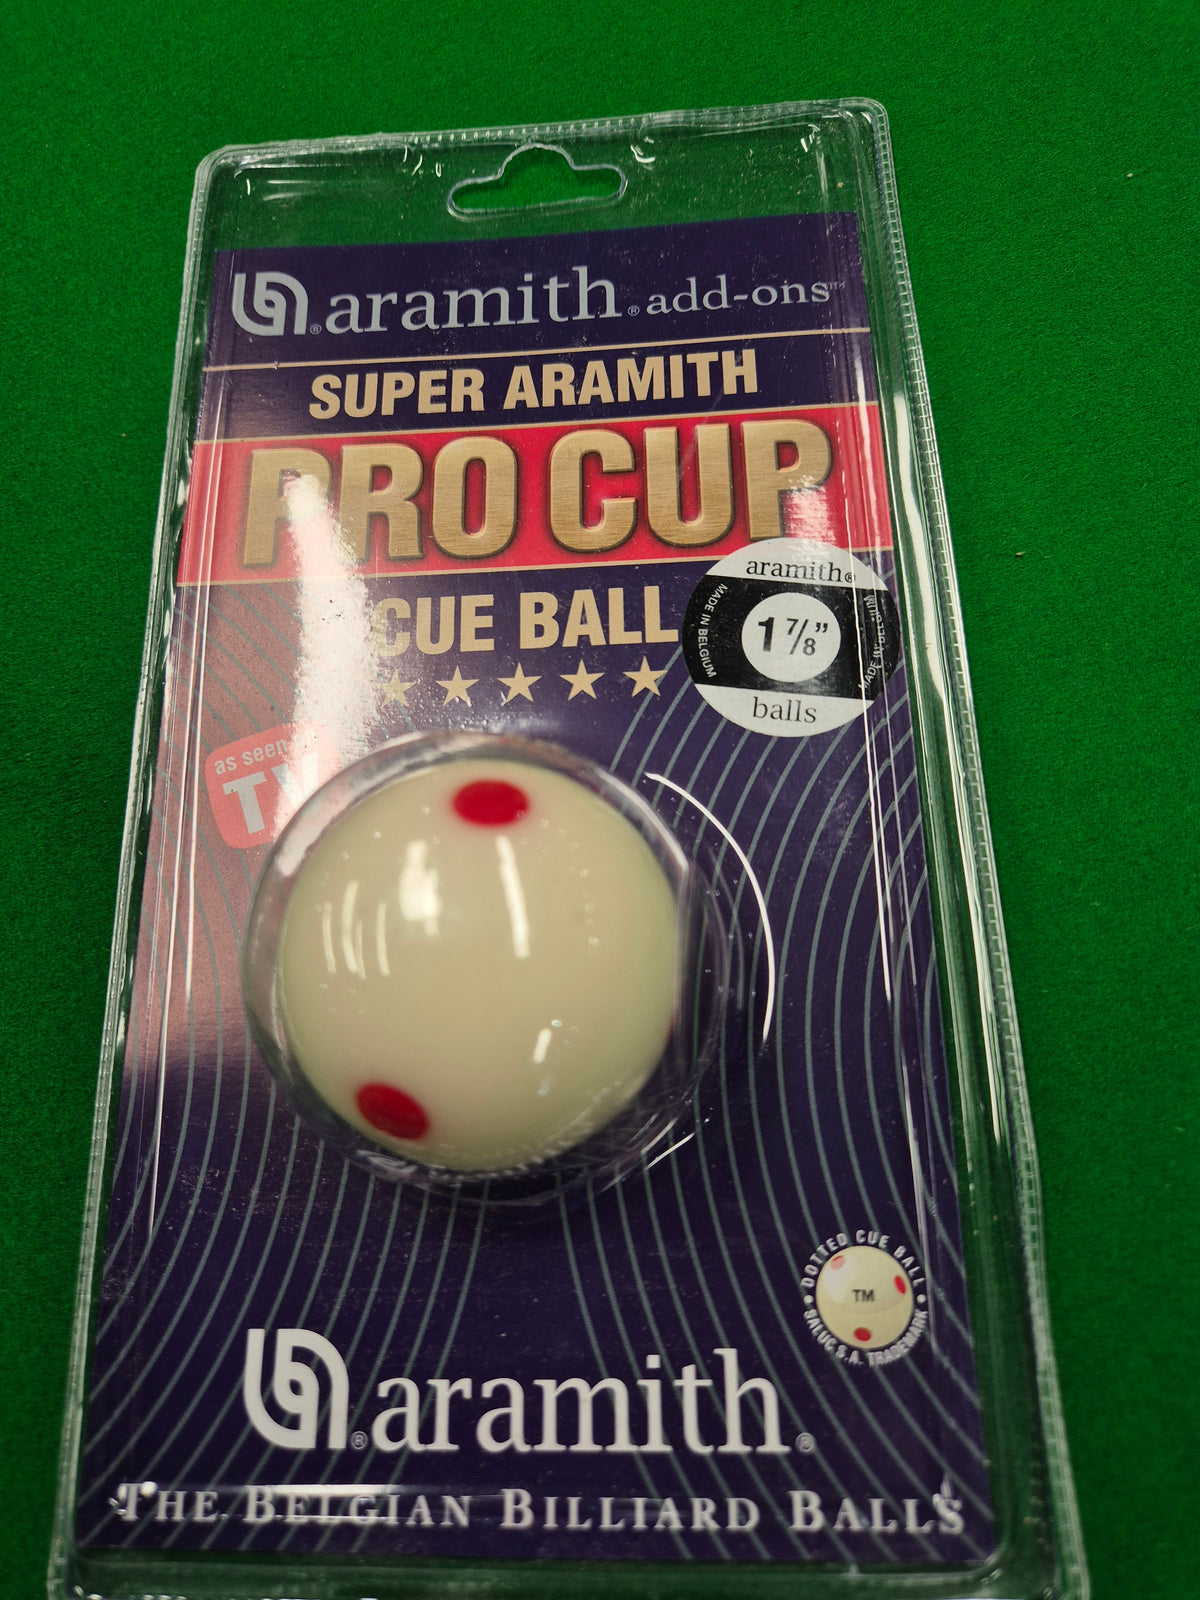 aramith® add-ons™
SUPER ARAMITH
PRO CUP
CUE BALL
aramith®
MADE IN BELGIUM
1 7/8”
MADE IN BELGIUM
balls
as seen on
TV
DOTTED CUE BALL
TM
SALUC S.A. TRADEMARK
aramith®
THE BELGIAN BILLIARD BALLS